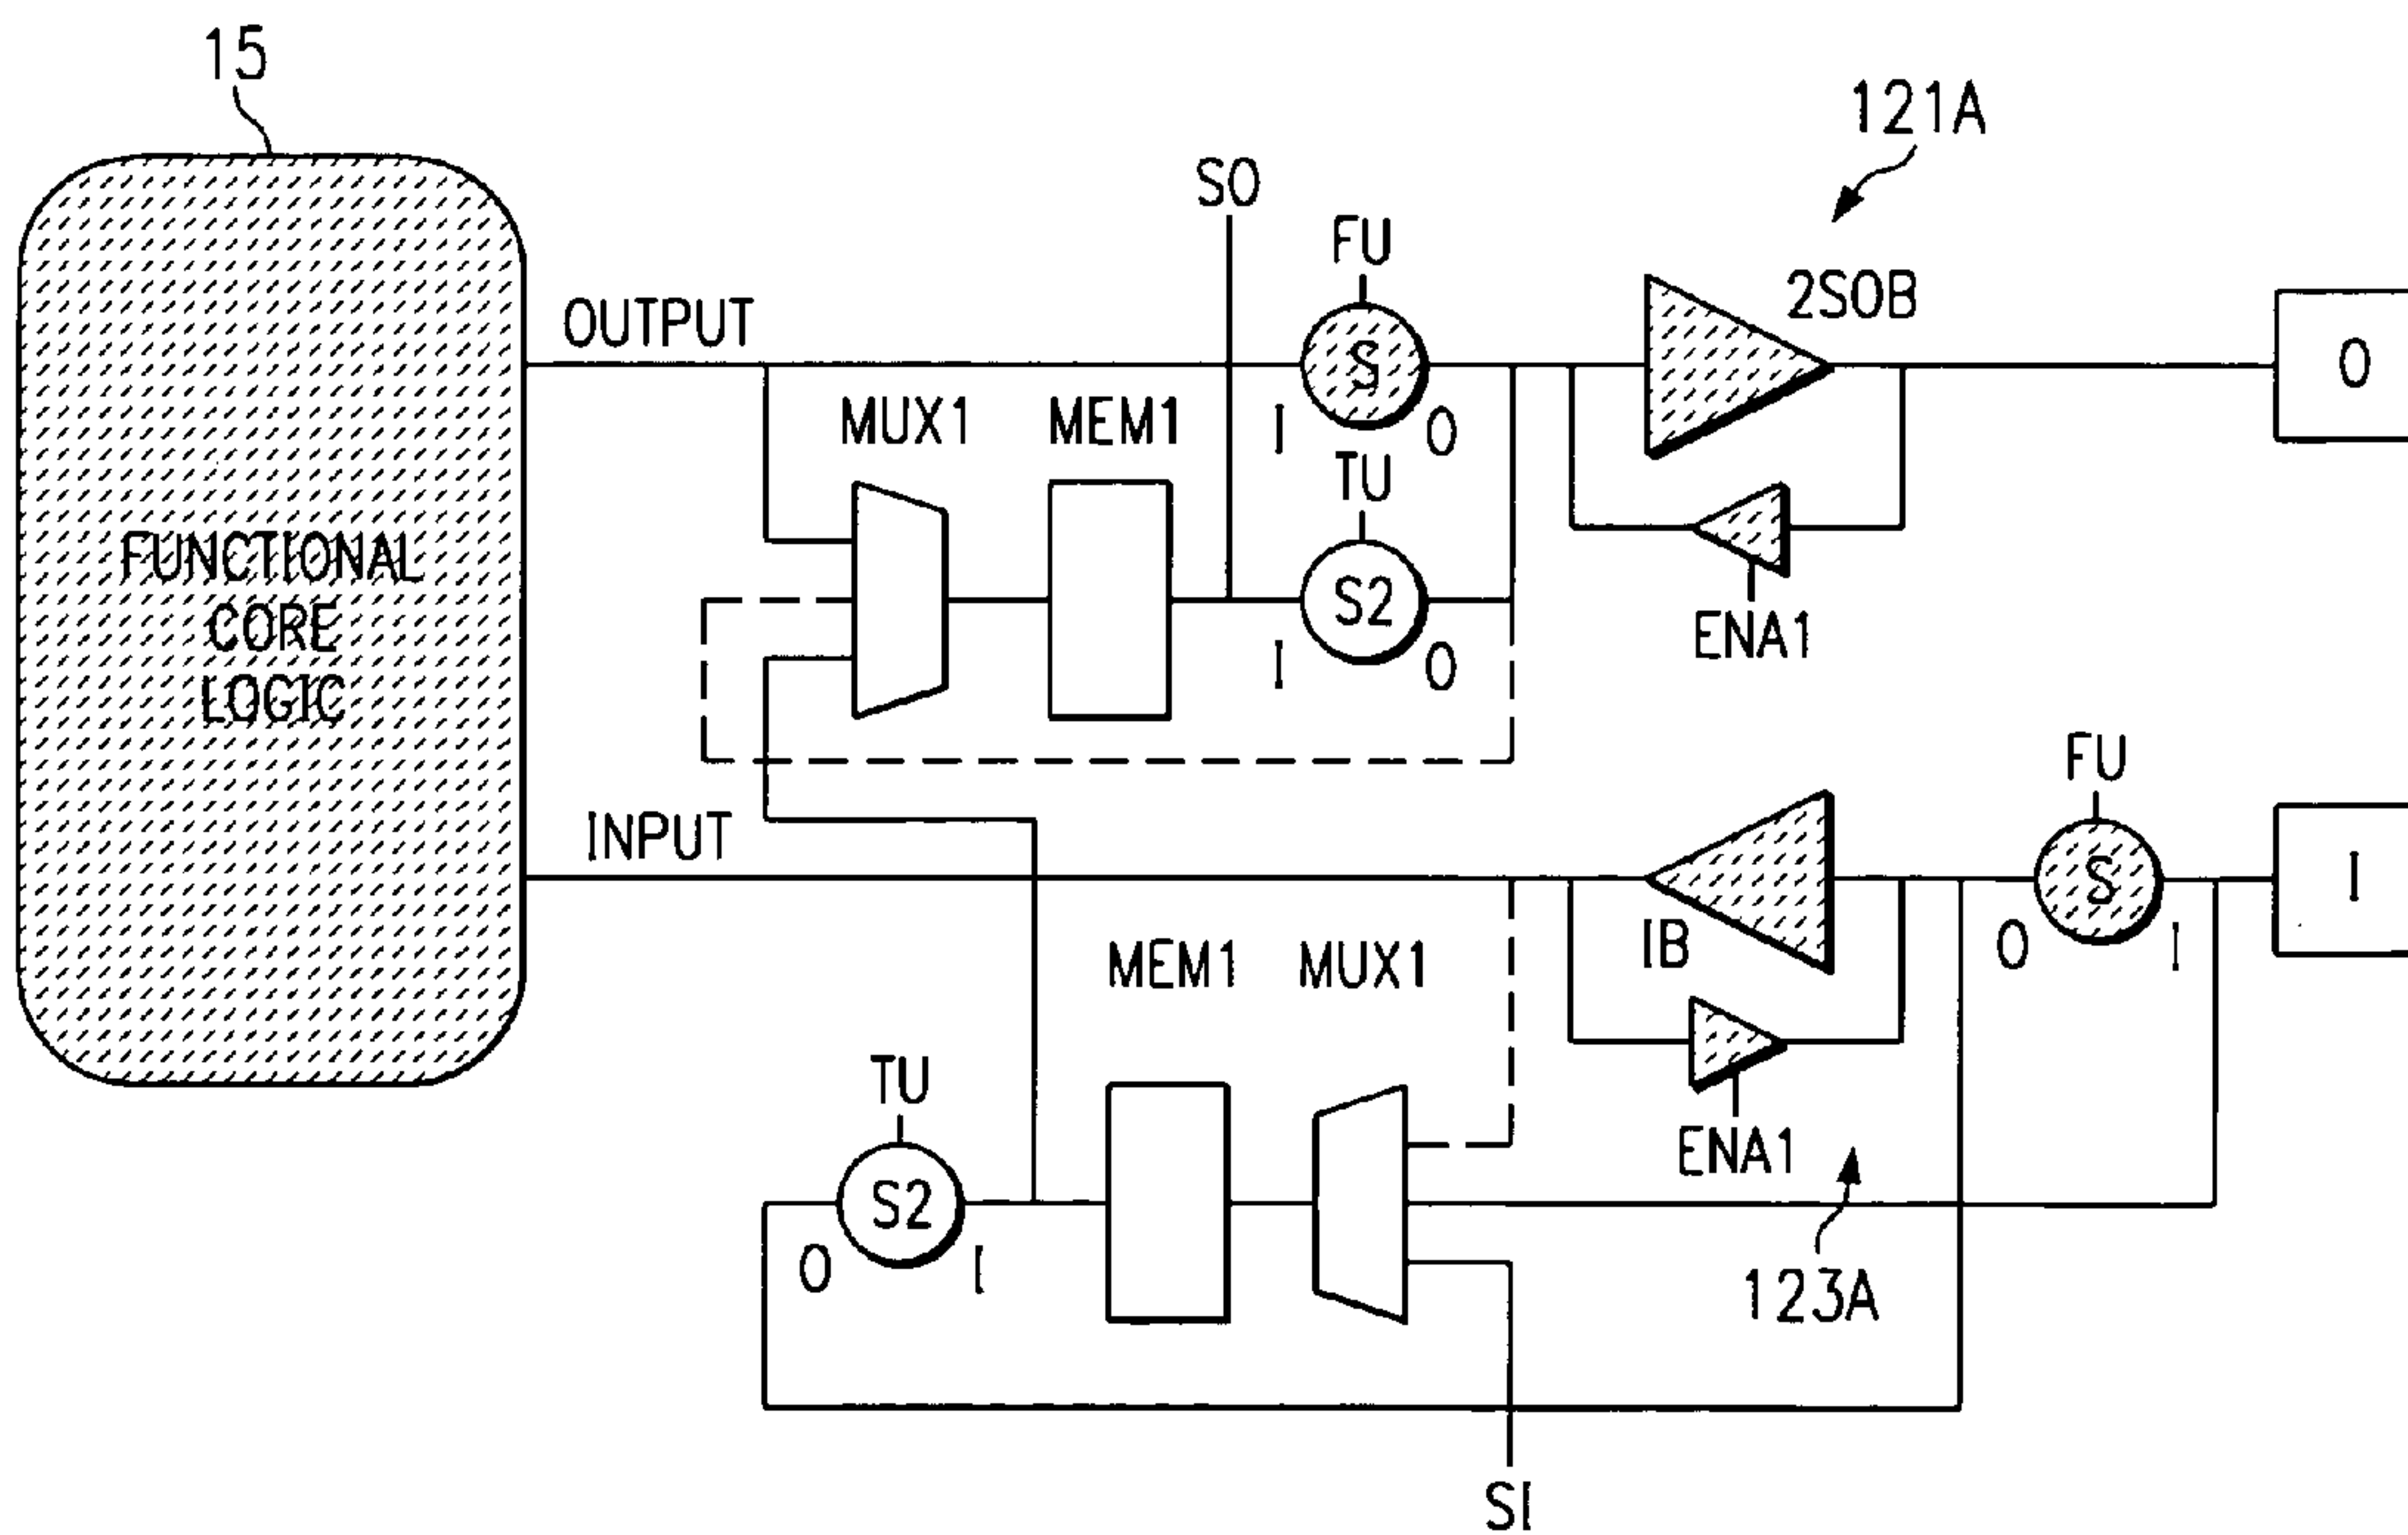 15
121A
SO
FU
2SOB
OUTPUT
S
O
MUX1
MEM1
I
O
TU
S2
ENA1
I
O
FUNCTIONAL
CORE
LOGIC
FU
INPUT
S
I
IB
O
I
MEM1
MUX1
TU
ENA1
S2
O
I
123A
SI